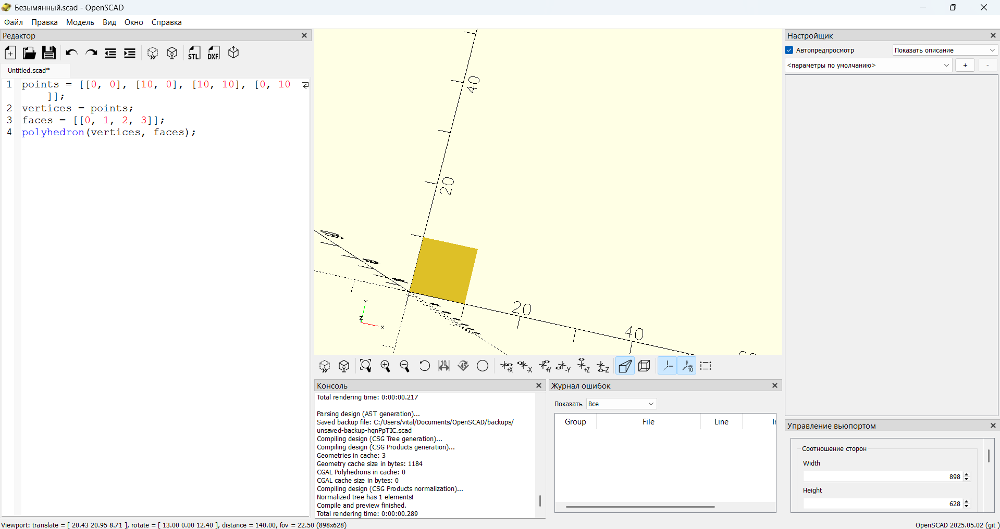 Безымянный.scad - OpenSCAD
Файл Правка Модель Вид Окно Справка
Редактор
STL DXF
Untitled.scad*
1 points = [[0, 0], [10, 0], [10, 10], [0, 10
]];
2 vertices = points;
3 faces = [[0, 1, 2, 3]];
4 polyhedron(vertices, faces);
40
20
20
40
Y
Z
X
10 45 +X -X +Y -Y +Z -Z 10
Консоль
Total rendering time: 0:00:00.217
Parsing design (AST generation)...
Saved backup file: C:/Users/vital/Documents/OpenSCAD/backups/
unsaved-backup-hqnPpTIC.scad
Compiling design (CSG Tree generation)...
Compiling design (CSG Products generation)...
Geometries in cache: 3
Geometry cache size in bytes: 1184
CGAL Polyhedrons in cache: 0
CGAL cache size in bytes: 0
Compiling design (CSG Products normalization)...
Normalized tree has 1 elements!
Compile and preview finished.
Total rendering time: 0:00:00.289
Журнал ошибок
Показать Все
Group File Line
Настройщик
Автопредпросмотр Показать описание
<параметры по умолчанию> + -
Управление вьюпортом
Соотношение сторон
Width
898
Height
628
Viewport: translate = [ 20.43 20.95 8.71 ], rotate = [ 13.00 0.00 12.40 ], distance = 140.00, fov = 22.50 (898x628)
OpenSCAD 2025.05.02 (git )